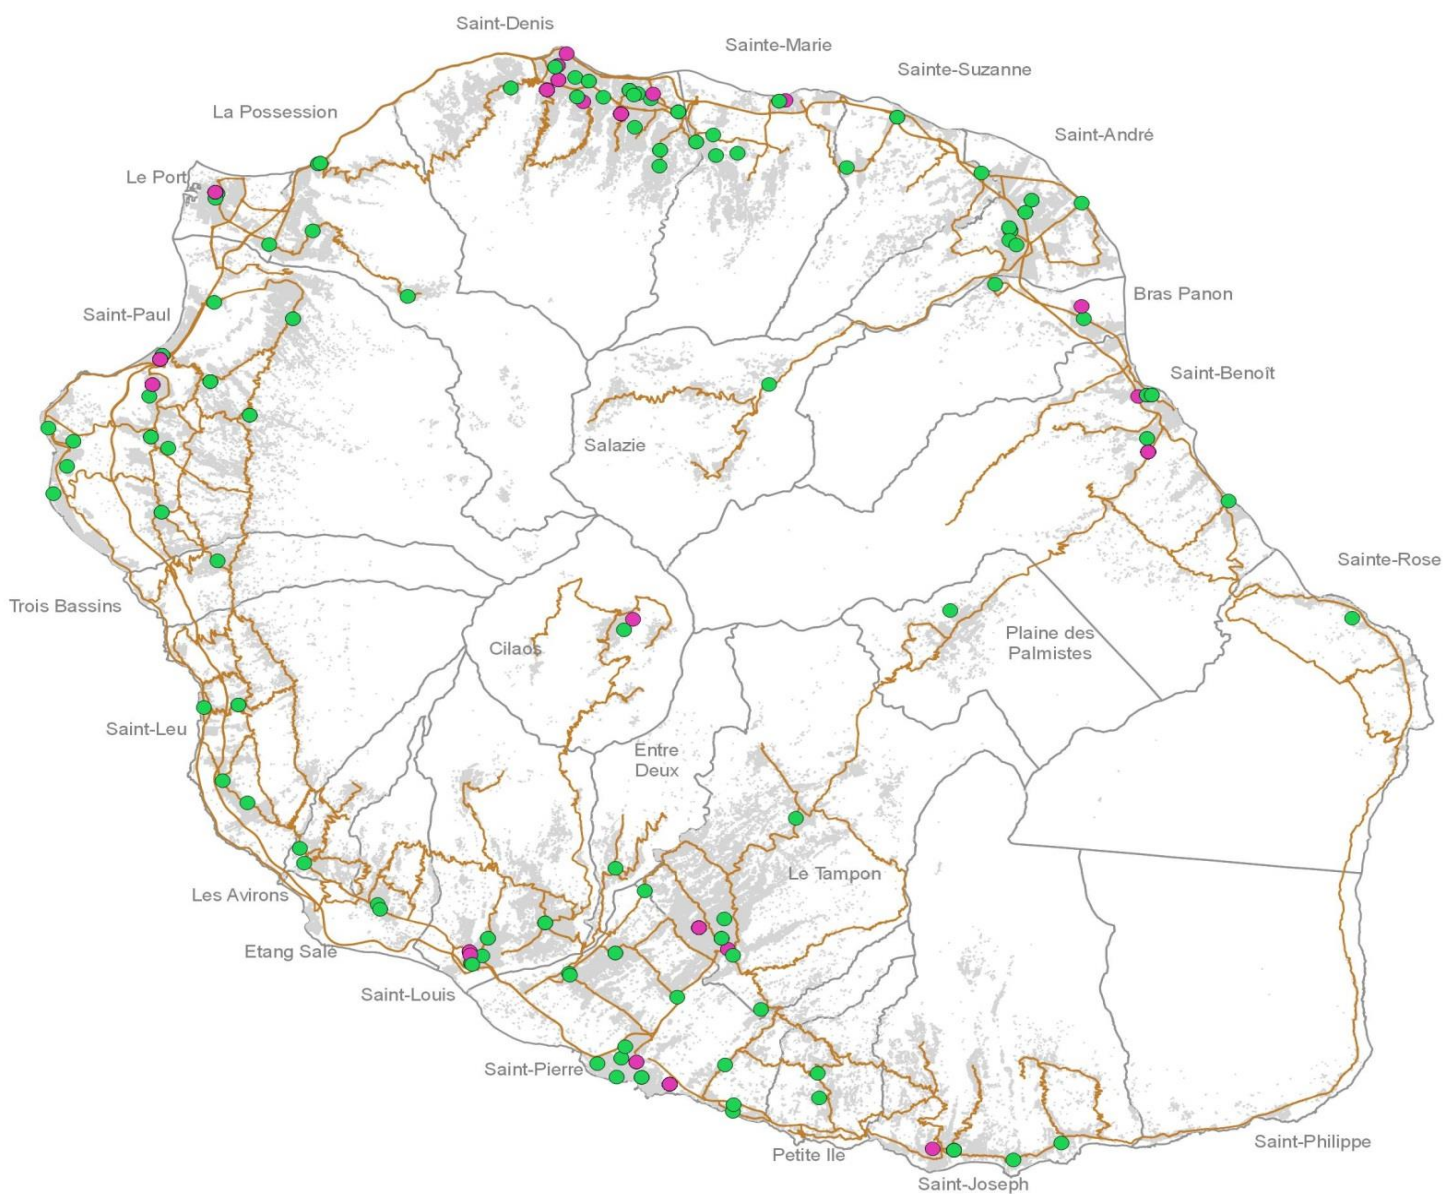 Saint-Denis
Sainte-Marie
Sainte-Suzanne
La Possession
Saint-André
Le Port
Bras Panon
Saint-Paul
Saint-Benoît
Salazie
Sainte-Rose
Trois Bassins
Plaine des
Palmistes
Cilaos
Saint-Leu
Entre
Deux
Le Tampon
Les Avirons
Etang Salé
Saint-Louis
Saint-Pierre
Saint-Philippe
Petite Ile
Saint-Joseph